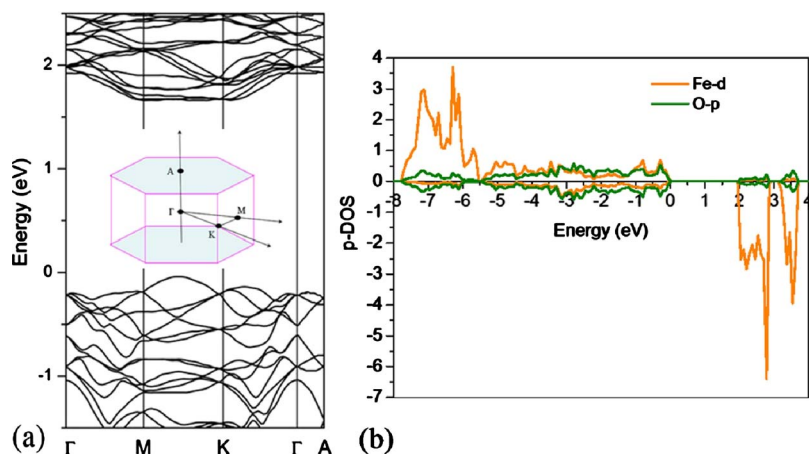 2
1
0
-1
Energy (eV)
A
Γ
M
K
(a)
Γ M K Γ A
4
3
2
1
0
-1
-2
-3
-4
-5
-6
-7
p-DOS
Fe-d
O-p
-8 -7 -6 -5 -4 -3 -2 -1 0 1 2 3 4
Energy (eV)
(b)